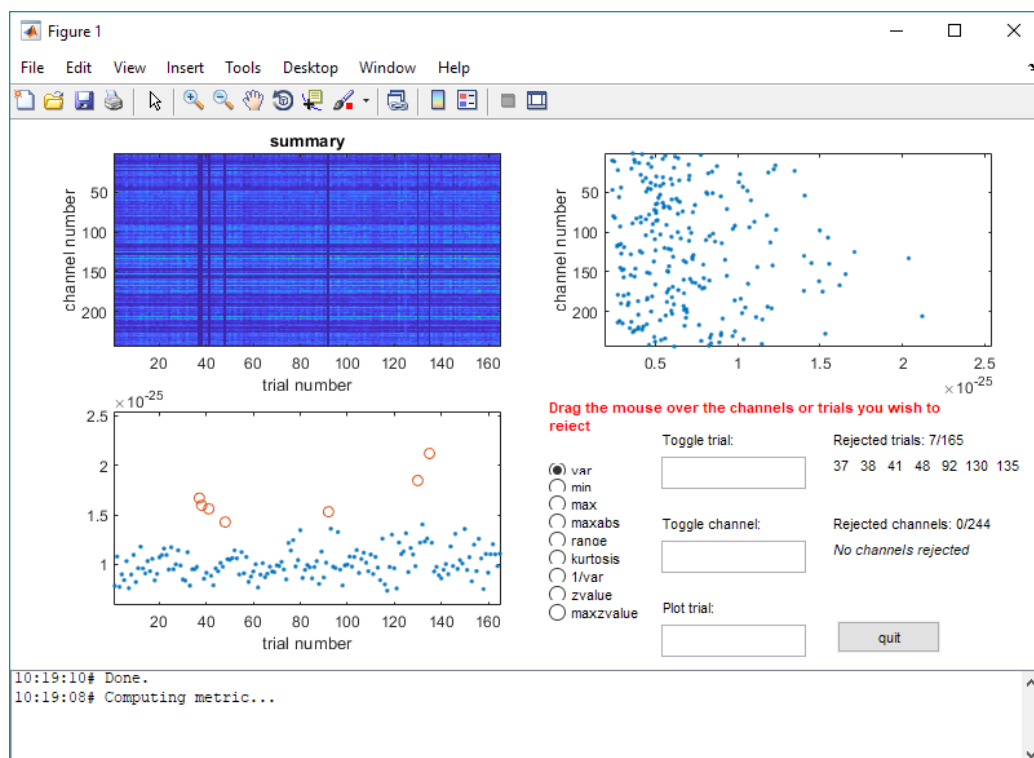 Figure 1
File Edit View Insert Tools Desktop Window Help
summary
channel number
50
100
150
200
20 40 60 80 100 120 140 160
trial number
channel number
50
100
150
200
0.5 1 1.5 2 2.5
×10^-25
×10^-25
2.5
2
1.5
1
20 40 60 80 100 120 140 160
trial number
Drag the mouse over the channels or trials you wish to
reject
var
min
max
maxabs
range
kurtosis
1/var
zvalue
maxzvalue
Toggle trial:
Toggle channel:
Plot trial:
Rejected trials: 7/165
37 38 41 48 92 130 135
Rejected channels: 0/244
No channels rejected
quit
10:19:10# Done.
10:19:08# Computing metric...